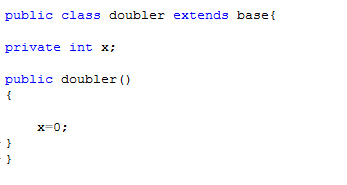 public class doubler extends base{
private int x;
public doubler()
{
x=0;
}
}